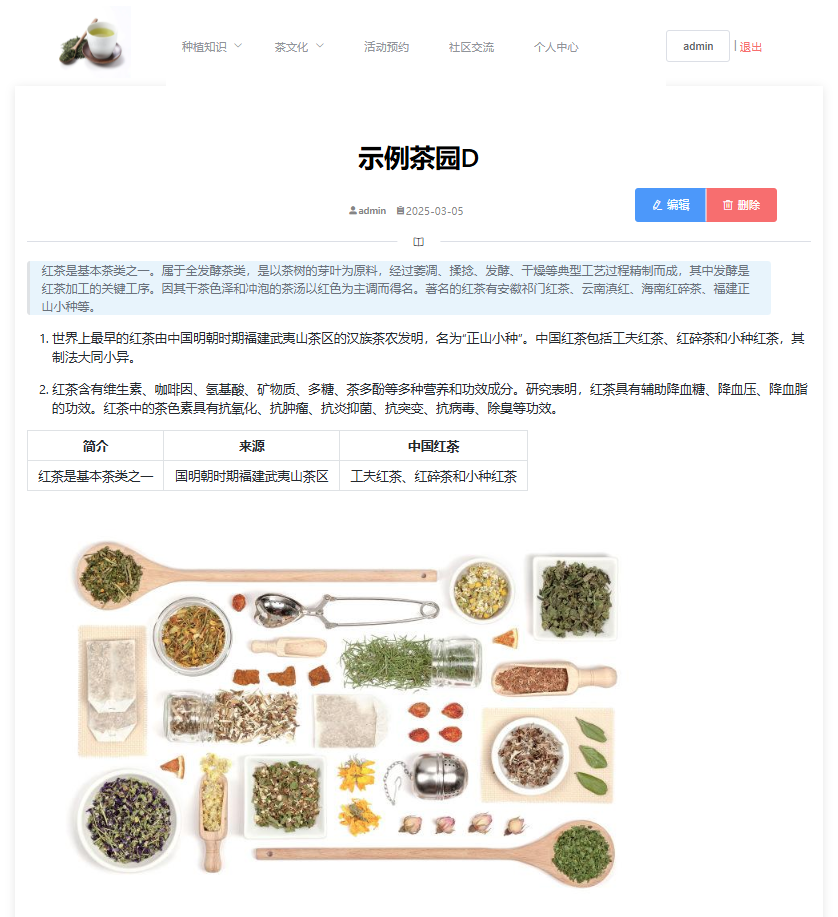 种植知识 茶文化 活动预约 社区交流 个人中心 admin | 退出
示例茶园D
admin 2025-03-05 编辑 删除
红茶是基本茶类之一。属于全发酵茶类，是以茶树的芽叶为原料，经过萎凋、揉捻、发酵、干燥等典型工艺过程精制而成，其中发酵是
红茶加工的关键工序。因其干茶色泽和冲泡的茶汤以红色为主调而得名。著名的红茶有安徽祁门红茶、云南滇红、海南红碎茶、福建正
山小种等。
1. 世界上最早的红茶由中国明朝时期福建武夷山茶区的汉族茶农发明，名为“正山小种”。中国红茶包括工夫红茶、红碎茶和小种红茶，其
制法大同小异。
2. 红茶含有维生素、咖啡因、氨基酸、矿物质、多糖、茶多酚等多种营养和功效成分。研究表明，红茶具有辅助降血糖、降血压、降血脂
的功效。红茶中的茶色素具有抗氧化、抗肿瘤、抗炎抑菌、抗突变、抗病毒、除臭等功效。
简介 来源 中国红茶
红茶是基本茶类之一 国明朝时期福建武夷山茶区 工夫红茶、红碎茶和小种红茶